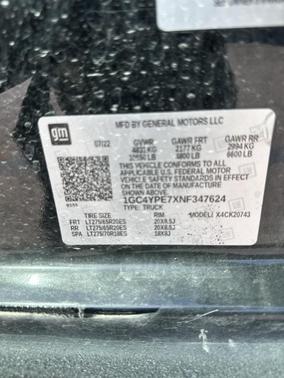 gm
MFD BY GENERAL MOTORS LLC
07/22
GVWR GAWR FRT GAWR RR
4831 KG 2177 KG 2994 KG
10650 LB 4800 LB 6600 LB
THIS VEHICLE CONFORMS TO ALL
APPLICABLE U.S. FEDERAL MOTOR
VEHICLE SAFETY STANDARDS IN
EFFECT ON THE DATE OF
MANUFACTURE SHOWN ABOVE.
1GC4YPE7XNF347624
TYPE: TRUCK
MODEL: X4CK20743
TIRE SIZE RIM
FRT LT275/65R20ES 20X8.5J
RR LT275/65R20ES 20X8.5J
SPA LT275/70R18ES 18X8J